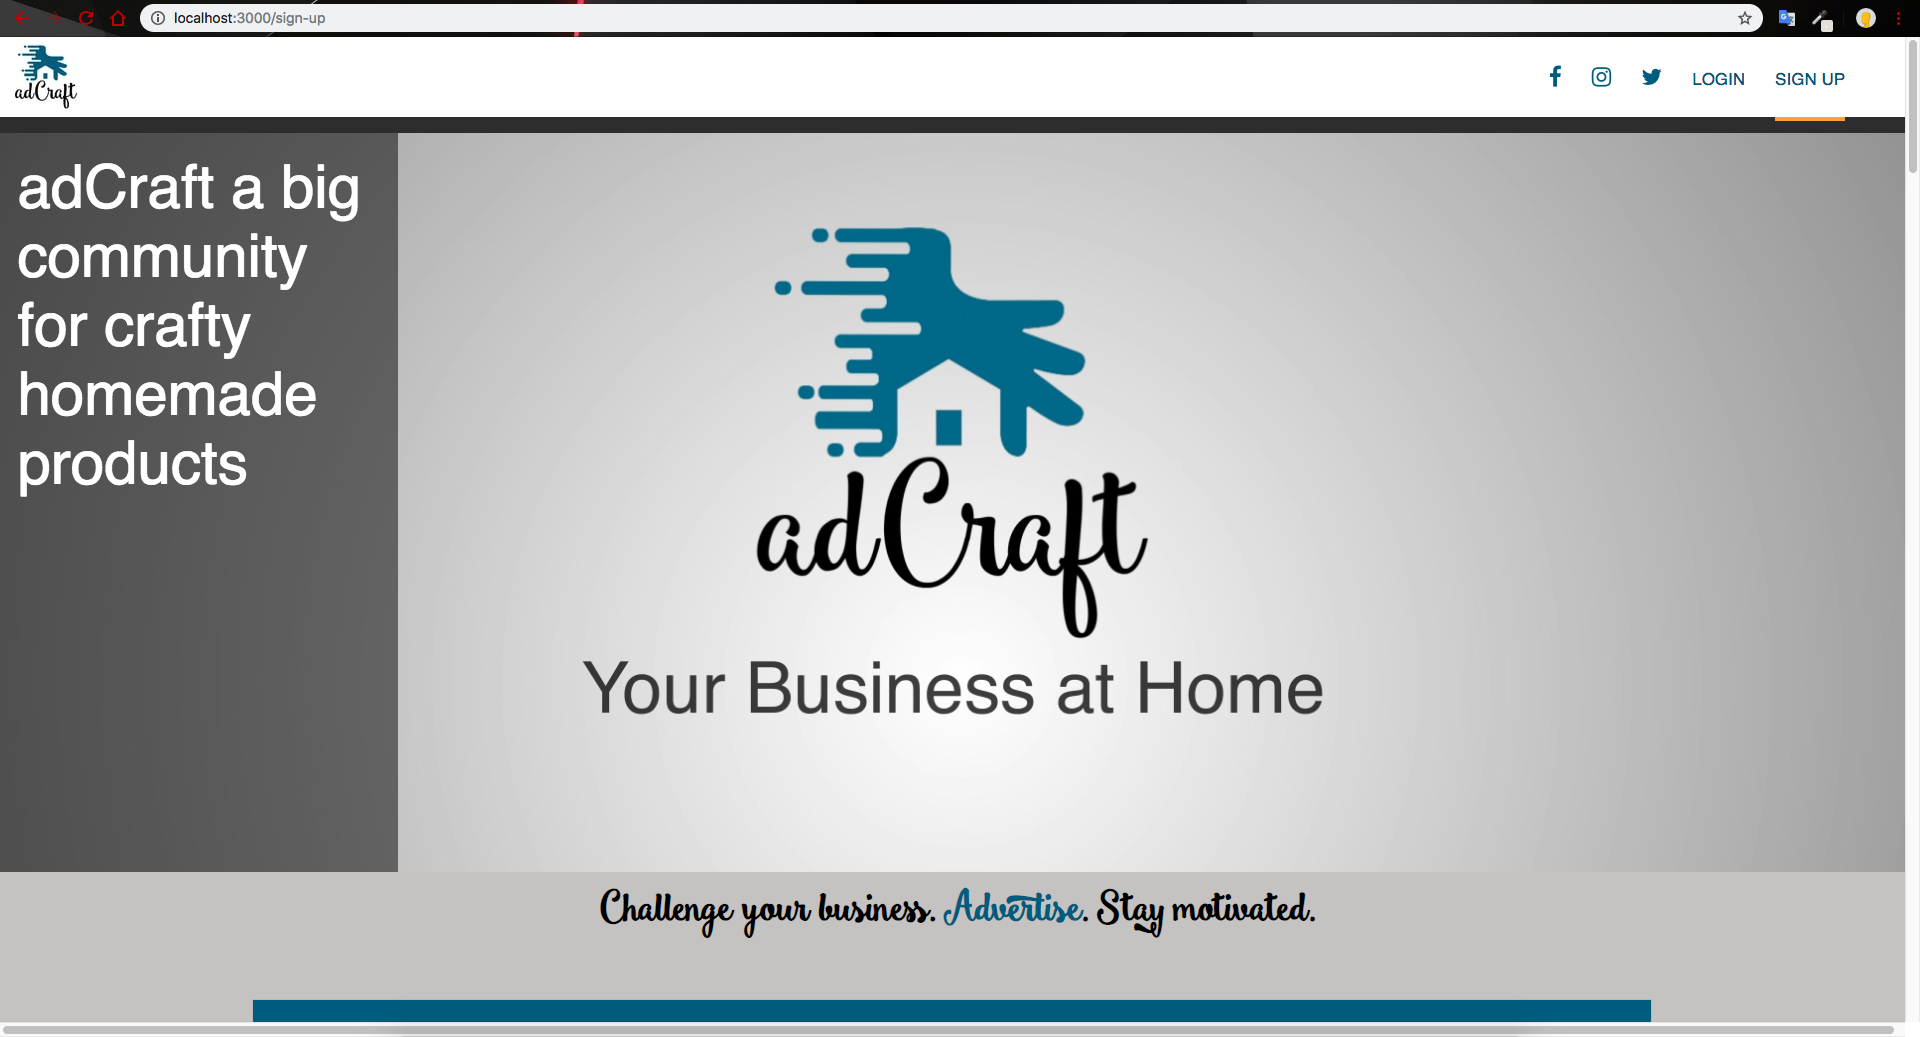 localhost:3000/sign-up
adCraft
LOGIN
SIGN UP
adCraft a big
community
for crafty
homemade
products
adCraft
Your Business at Home
Challenge your business. Advertise. Stay motivated.